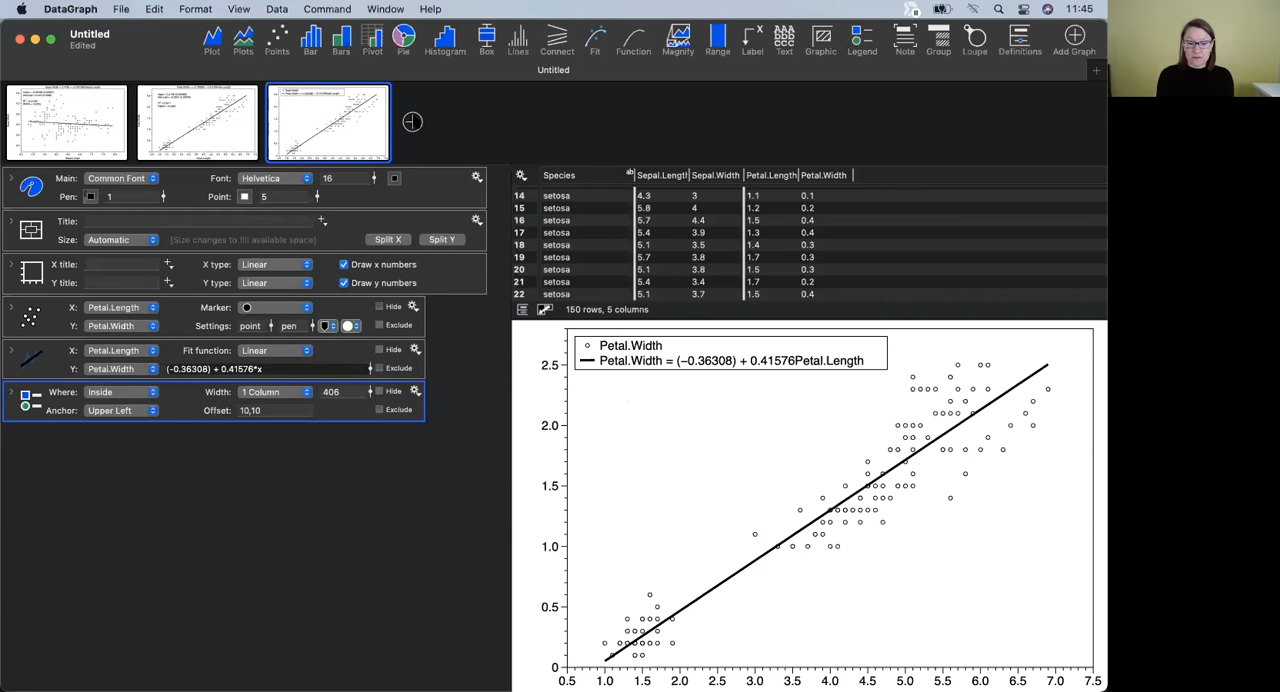 DataGraph File Edit Format View Data Command Window Help 11:45
Untitled
Edited
Plot Plots Points Bar Bars Pivot Pie Histogram Box Lines Connect Fit Function Magnify Range Label Text Graphic Legend Note Group Loupe Definitions Add Graph
Untitled
Main: Common Font Font: Helvetica 16
Pen: 1 Point: 5
Title:
Size: Automatic [Size changes to fill available space] Split X Split Y
X title: X type: Linear Draw x numbers
Y title: Y type: Linear Draw y numbers
X: Petal.Length Marker: Hide
Y: Petal.Width Settings: point pen Exclude
X: Petal.Length Fit function: Linear Hide
Y: Petal.Width (-0.36308) + 0.41576*x Exclude
Where: Inside Width: 1 Column 406 Hide
Anchor: Upper Left Offset: 10,10 Exclude
Species ab Sepal.Lengt Sepal.Width Petal.Length Petal.Width
14 setosa 4.3 3 1.1 0.1
15 setosa 5.8 4 1.2 0.2
16 setosa 5.7 4.4 1.5 0.4
17 setosa 5.4 3.9 1.3 0.4
18 setosa 5.1 3.5 1.4 0.3
19 setosa 5.7 3.8 1.7 0.3
20 setosa 5.1 3.8 1.5 0.3
21 setosa 5.4 3.4 1.7 0.2
22 setosa 5.1 3.7 1.5 0.4
150 rows, 5 columns
Petal.Width
Petal.Width = (−0.36308) + 0.41576Petal.Length
2.5
2.0
1.5
1.0
0.5
0
0.5 1.0 1.5 2.0 2.5 3.0 3.5 4.0 4.5 5.0 5.5 6.0 6.5 7.0 7.5